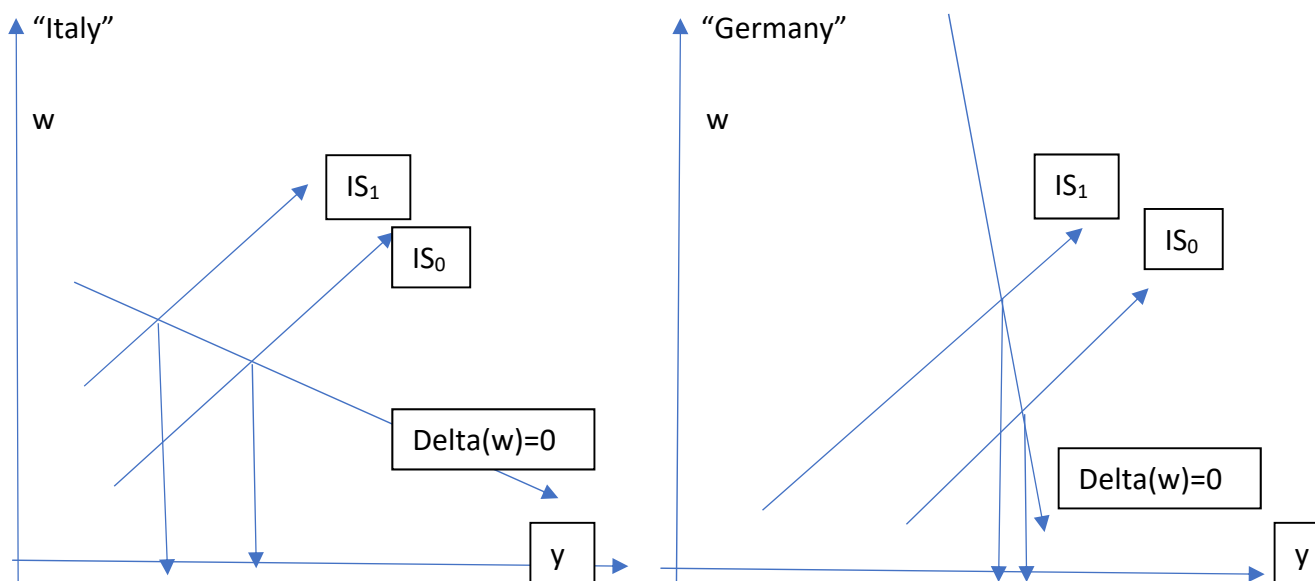 “Italy”
w
IS₁
IS₀
Delta(w)=0
y
“Germany”
w
IS₁
IS₀
Delta(w)=0
y